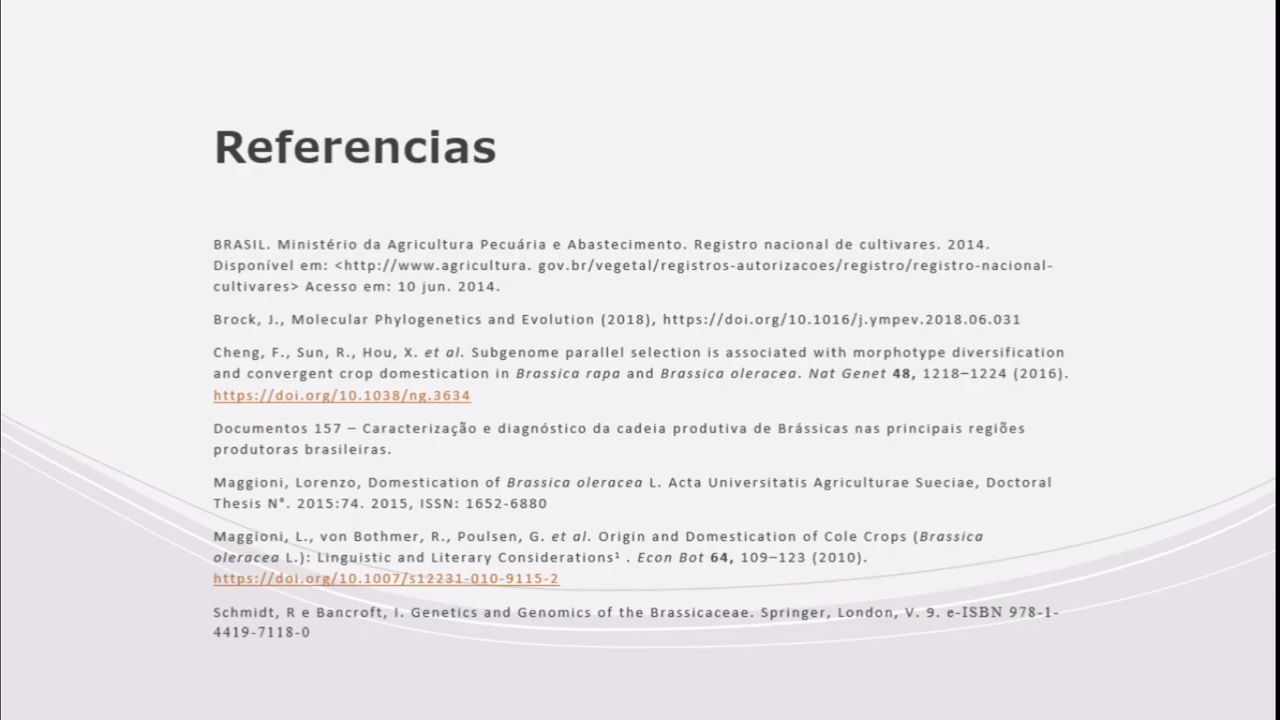 Referencias
BRASIL. Ministério da Agricultura Pecuária e Abastecimento. Registro nacional de cultivares. 2014.
Disponível em: <http://www.agricultura. gov.br/vegetal/registros-autorizacoes/registro/registro-nacional-
cultivares> Acesso em: 10 jun. 2014.
Brock, J., Molecular Phylogenetics and Evolution (2018), https://doi.org/10.1016/j.ympev.2018.06.031
Cheng, F., Sun, R., Hou, X. et al. Subgenome parallel selection is associated with morphotype diversification
and convergent crop domestication in Brassica rapa and Brassica oleracea. Nat Genet 48, 1218–1224 (2016).
https://doi.org/10.1038/ng.3634
Documentos 157 – Caracterização e diagnóstico da cadeia produtiva de Brássicas nas principais regiões
produtoras brasileiras.
Maggioni, Lorenzo, Domestication of Brassica oleracea L. Acta Universitatis Agriculturae Sueciae, Doctoral
Thesis N°. 2015:74. 2015, ISSN: 1652-6880
Maggioni, L., von Bothmer, R., Poulsen, G. et al. Origin and Domestication of Cole Crops (Brassica
oleracea L.): Linguistic and Literary Considerations¹ . Econ Bot 64, 109–123 (2010).
https://doi.org/10.1007/s12231-010-9115-2
Schmidt, R e Bancroft, I. Genetics and Genomics of the Brassicaceae. Springer, London, V. 9. e-ISBN 978-1-
4419-7118-0